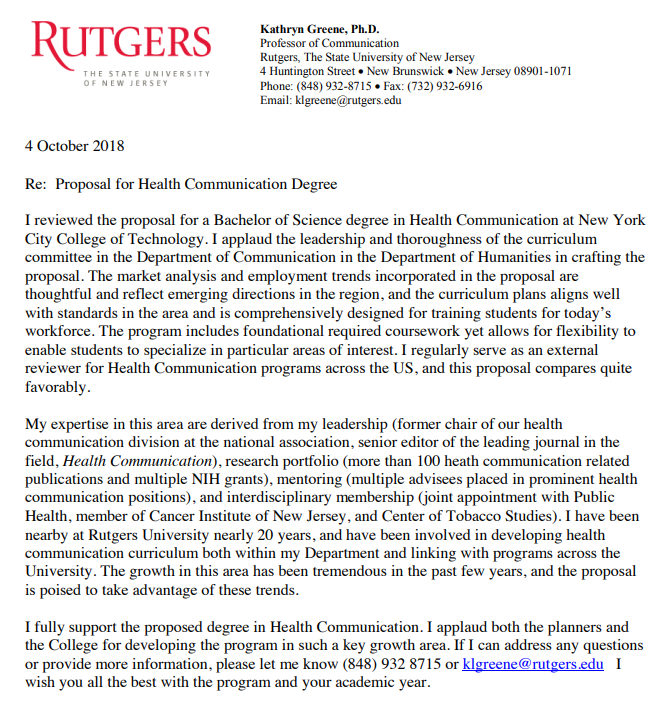 RUTGERS
THE STATE UNIVERSITY
OF NEW JERSEY
Kathryn Greene, Ph.D.
Professor of Communication
Rutgers, The State University of New Jersey
4 Huntington Street • New Brunswick • New Jersey 08901-1071
Phone: (848) 932-8715 • Fax: (732) 932-6916
Email: klgreene@rutgers.edu
4 October 2018
Re:  Proposal for Health Communication Degree
I reviewed the proposal for a Bachelor of Science degree in Health Communication at New York
City College of Technology. I applaud the leadership and thoroughness of the curriculum
committee in the Department of Communication in the Department of Humanities in crafting the
proposal. The market analysis and employment trends incorporated in the proposal are
thoughtful and reflect emerging directions in the region, and the curriculum plans aligns well
with standards in the area and is comprehensively designed for training students for today's
workforce. The program includes foundational required coursework yet allows for flexibility to
enable students to specialize in particular areas of interest. I regularly serve as an external
reviewer for Health Communication programs across the US, and this proposal compares quite
favorably.
My expertise in this area are derived from my leadership (former chair of our health
communication division at the national association, senior editor of the leading journal in the
field, Health Communication), research portfolio (more than 100 heath communication related
publications and multiple NIH grants), mentoring (multiple advisees placed in prominent health
communication positions), and interdisciplinary membership (joint appointment with Public
Health, member of Cancer Institute of New Jersey, and Center of Tobacco Studies). I have been
nearby at Rutgers University nearly 20 years, and have been involved in developing health
communication curriculum both within my Department and linking with programs across the
University. The growth in this area has been tremendous in the past few years, and the proposal
is poised to take advantage of these trends.
I fully support the proposed degree in Health Communication. I applaud both the planners and
the College for developing the program in such a key growth area. If I can address any questions
or provide more information, please let me know (848) 932 8715 or klgreene@rutgers.edu   I
wish you all the best with the program and your academic year.